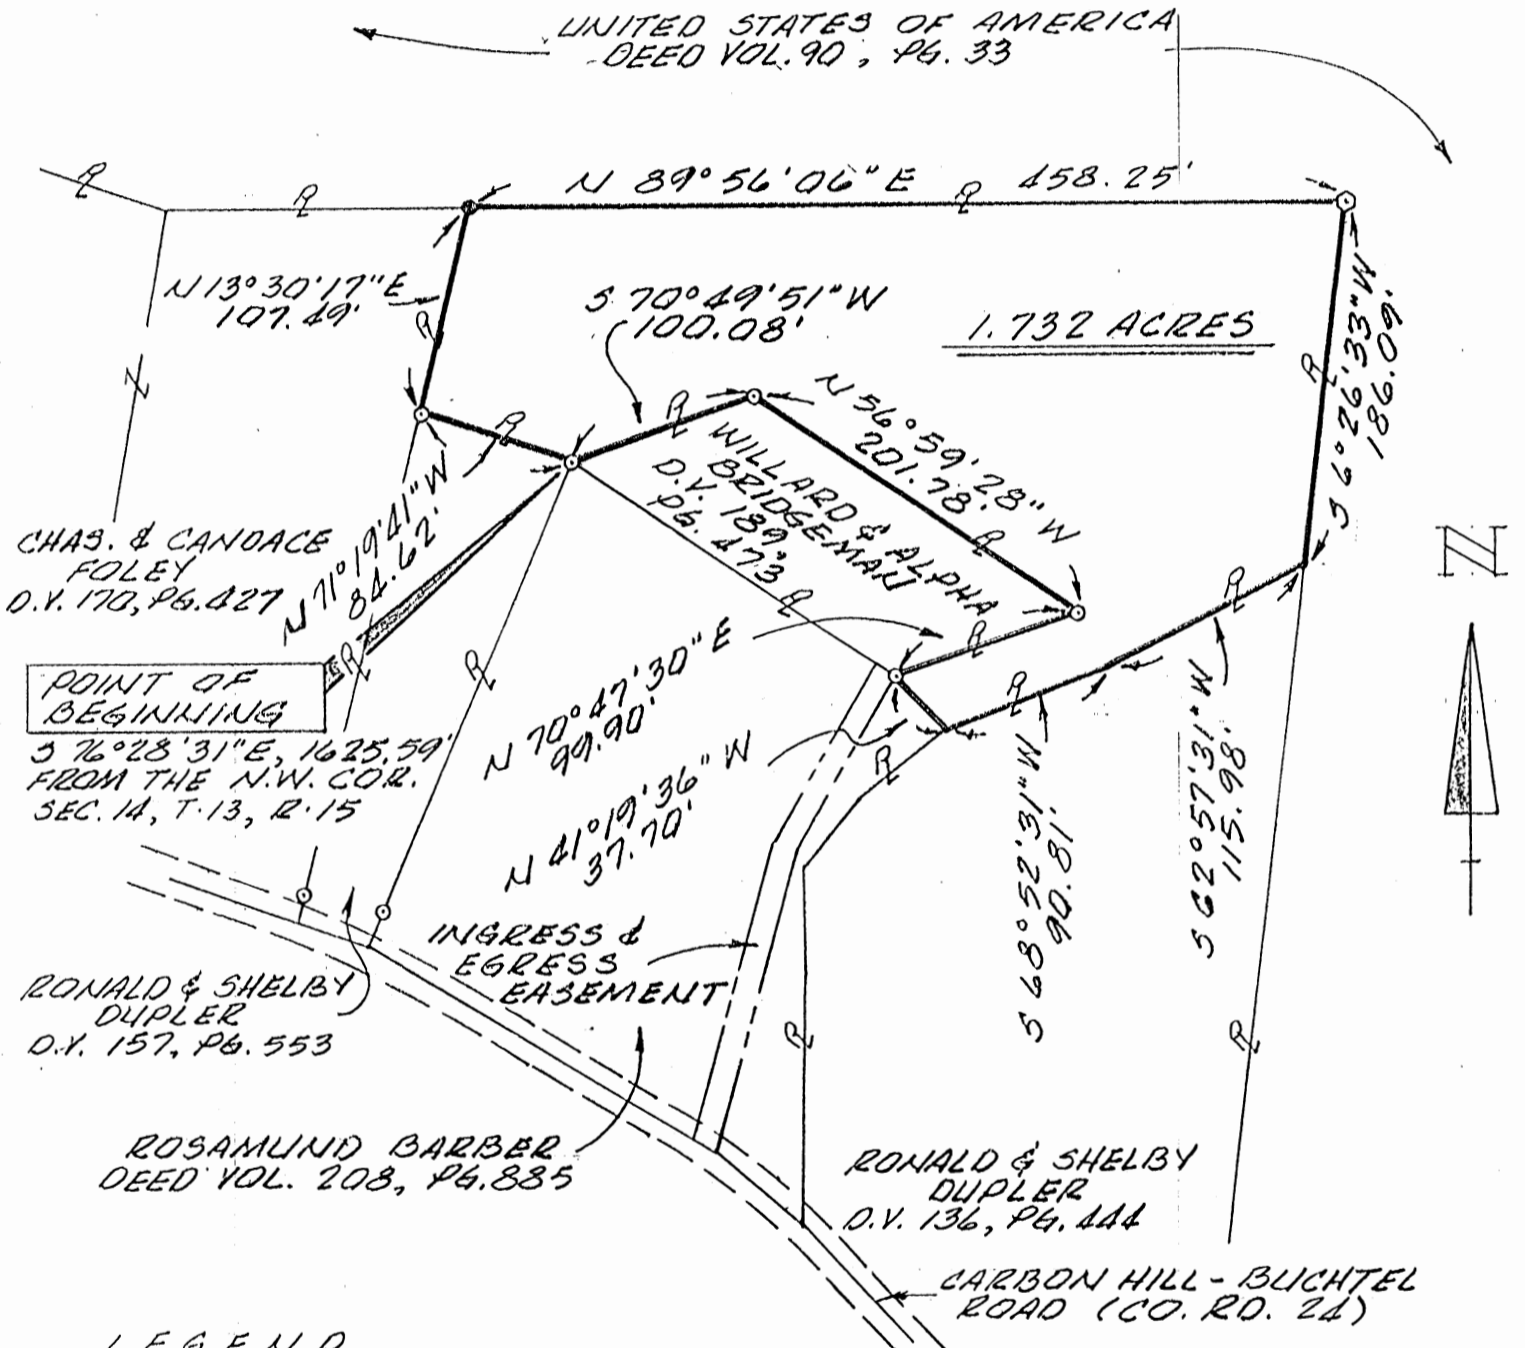 UNITED STATES OF AMERICA
DEED VOL. 90, PG. 33
N 89°56'06" E 458.25'
N 13°30'17" E
107.49'
S 70°49'51" W
100.08'
1.732 ACRES
S 6°26'33" W
186.09'
N 56°59'28" W
201.78'
WILLARD & ALPHA
BRIDGEMAN
D.V. 189
PG. 473
CHAS. & CANDACE
FOLEY
D.V. 170, PG. 427
N 71°19'41" W
84.62'
N
POINT OF
BEGINNING
S 76°28'31" E, 1625.59'
FROM THE N.W. COR.
SEC. 14, T-13, R-15
N 70°47'30" E
99.90'
N 41°19'36" W
37.70'
S 68°52'31" W
90.81'
S 62°57'31" W
115.98'
INGRESS &
EGRESS
EASEMENT
RONALD & SHELBY
DUPLER
D.V. 157, PG. 553
ROSAMUND BARBER
DEED VOL. 208, PG. 885
RONALD & SHELBY
DUPLER
D.V. 136, PG. 444
CARBON HILL - BUCHTEL
ROAD (CO. RD. 24)
LEGEND